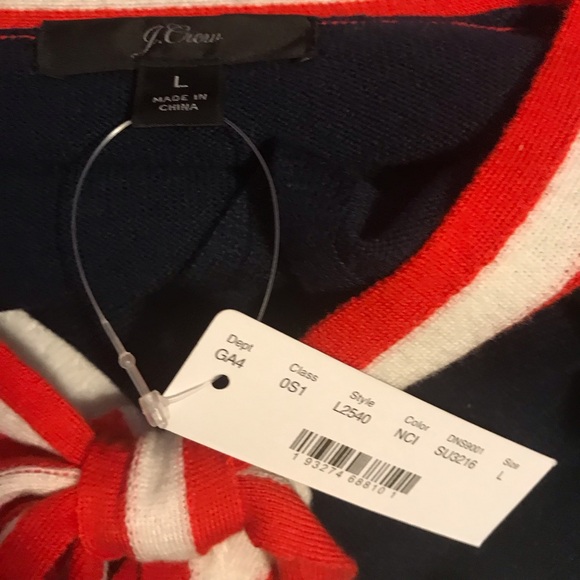 J.Crew
L
MADE IN
CHINA
Dept Class Style Color DNS9001 Size
GA4 0S1 L2540 NCI SU3216 L
1 93274 68810 1